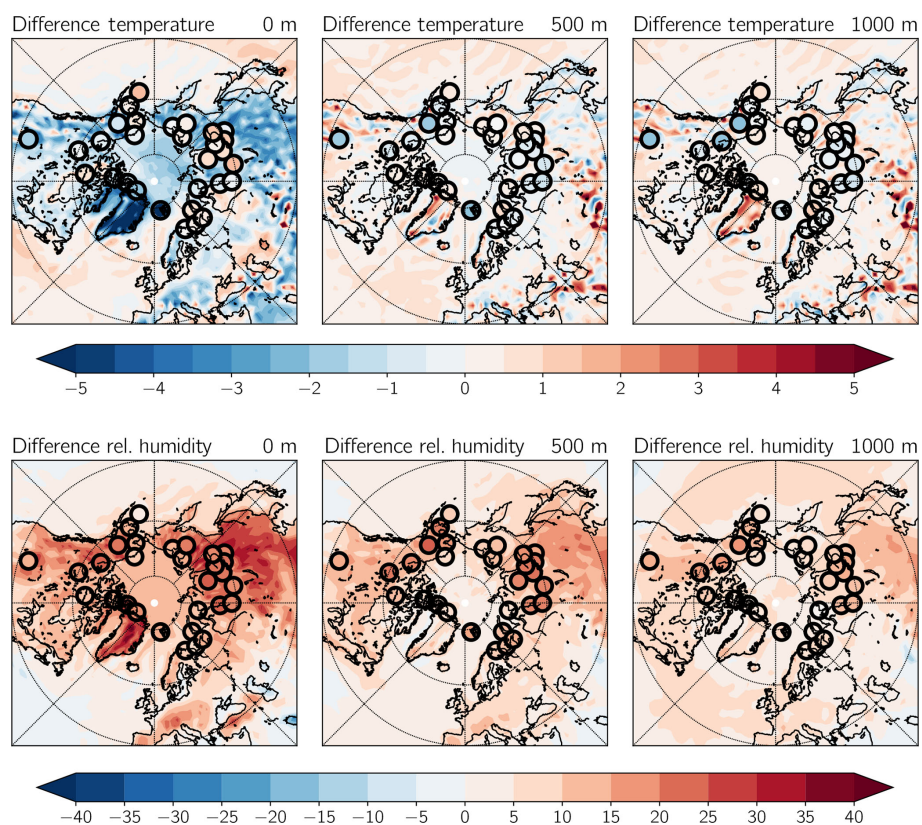 Difference temperature 0 m Difference temperature 500 m Difference temperature 1000 m
−5 −4 −3 −2 −1 0 1 2 3 4 5
Difference rel. humidity 0 m Difference rel. humidity 500 m Difference rel. humidity 1000 m
−40 −35 −30 −25 −20 −15 −10 −5 0 5 10 15 20 25 30 35 40